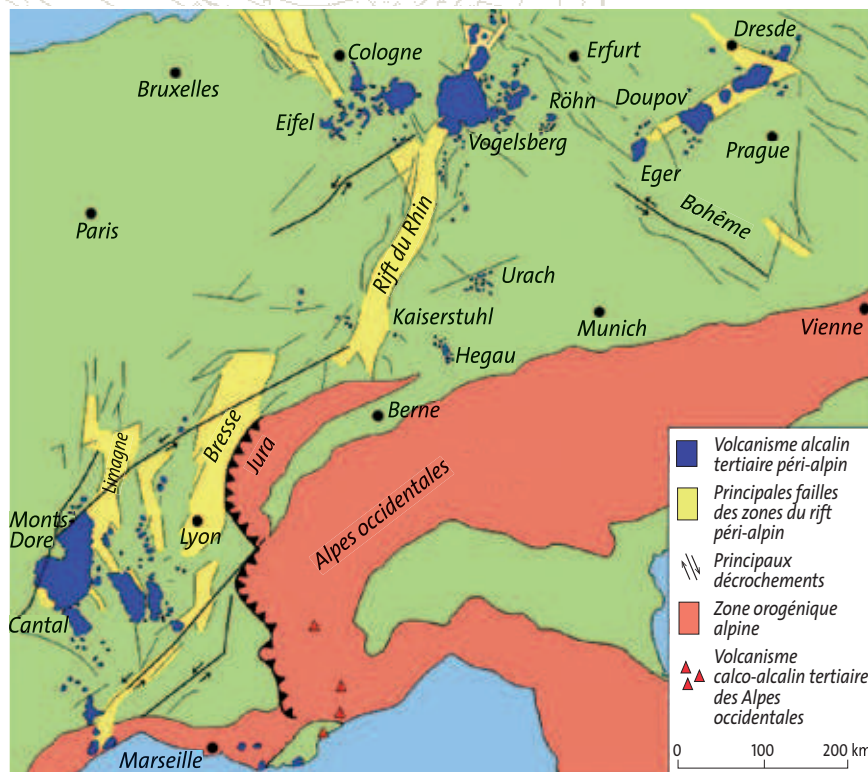 Dresde
Cologne
Erfurt
Bruxelles
Röhn
Doupov
Eifel
Vogelsberg
Prague
Eger
Bohême
Paris
Rift du Rhin
Urach
Kaiserstuhl
Munich
Vienne
Hegau
Berne
Bresse
Jura
Limagne
Alpes occidentales
Monts
Dore
Lyon
Cantal
Marseille
Volcanisme alcalin
tertiaire péri-alpin
Principales failles
des zones du rift
péri-alpin
Principaux
décrochements
Zone orogénique
alpine
Volcanisme
calco-alcalin tertiaire
des Alpes
occidentales
0 100 200 km